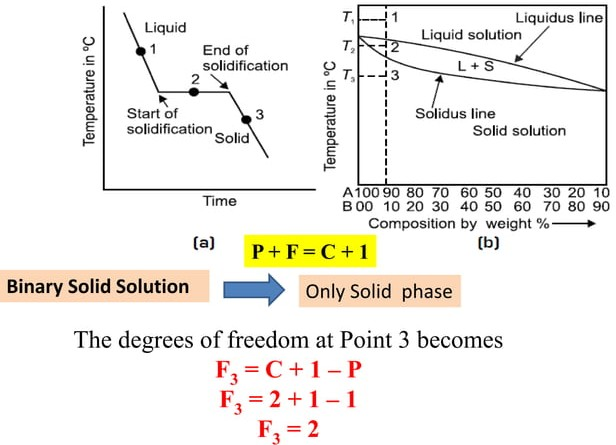 Temperature in °C
Liquid
1
End of
solidification
2
Start of
solidification
3
Solid
Time
(a)
Temperature in °C
T1
1
Liquidus line
Liquid solution
T2
2
L + S
T3
3
Solidus line
Solid solution
A 100 90 80 70 60 50 40 30 20 10
B 00 10 20 30 40 50 60 70 80 90
Composition by weight %
(b)
P + F = C + 1
Binary Solid Solution
Only Solid phase
The degrees of freedom at Point 3 becomes
F3 = C + 1 – P
F3 = 2 + 1 – 1
F3 = 2